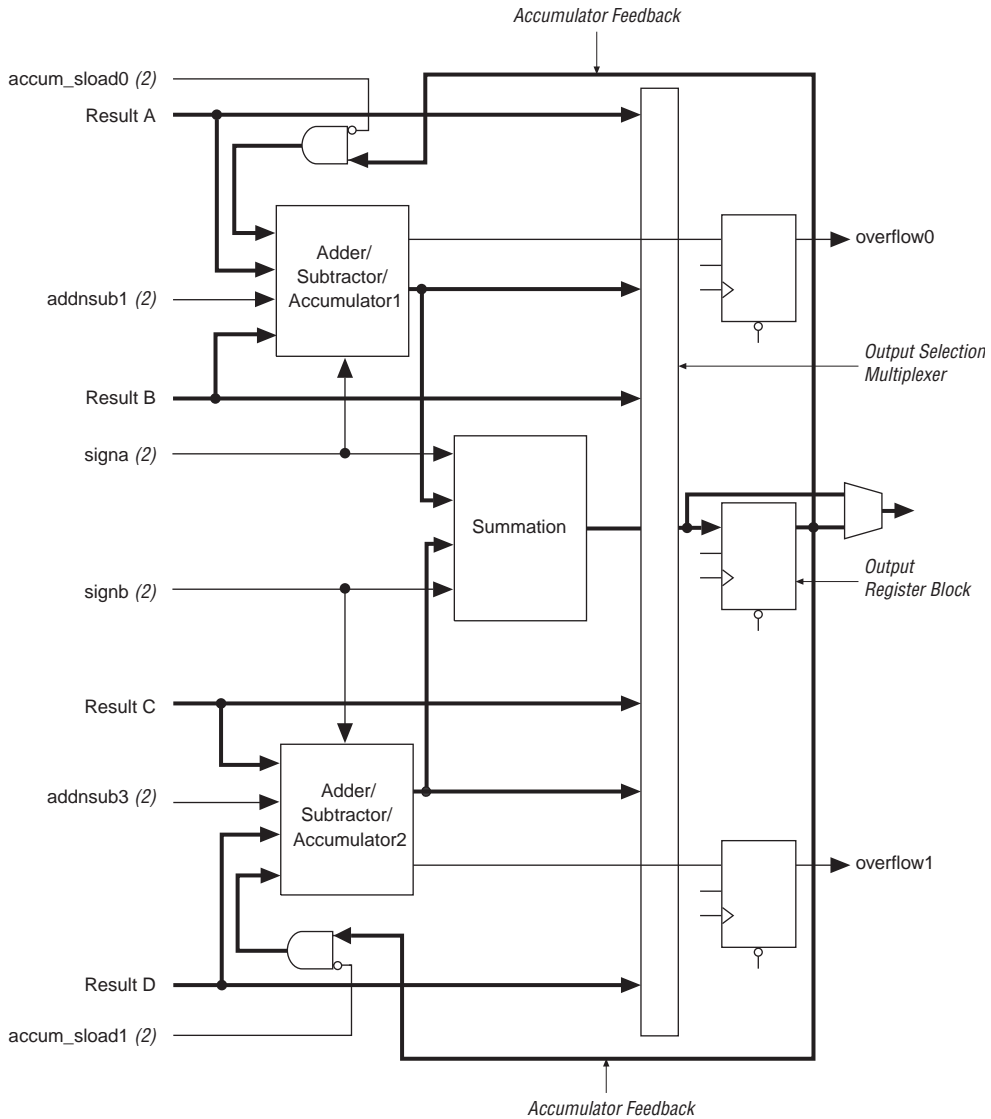 Accumulator Feedback
accum_sload0 (2)
Result A
Adder/
Subtractor/
Accumulator1
overflow0
addnsub1 (2)
Output Selection
Multiplexer
Result B
signa (2)
Summation
signb (2)
Output
Register Block
Result C
Adder/
Subtractor/
Accumulator2
addnsub3 (2)
overflow1
Result D
accum_sload1 (2)
Accumulator Feedback